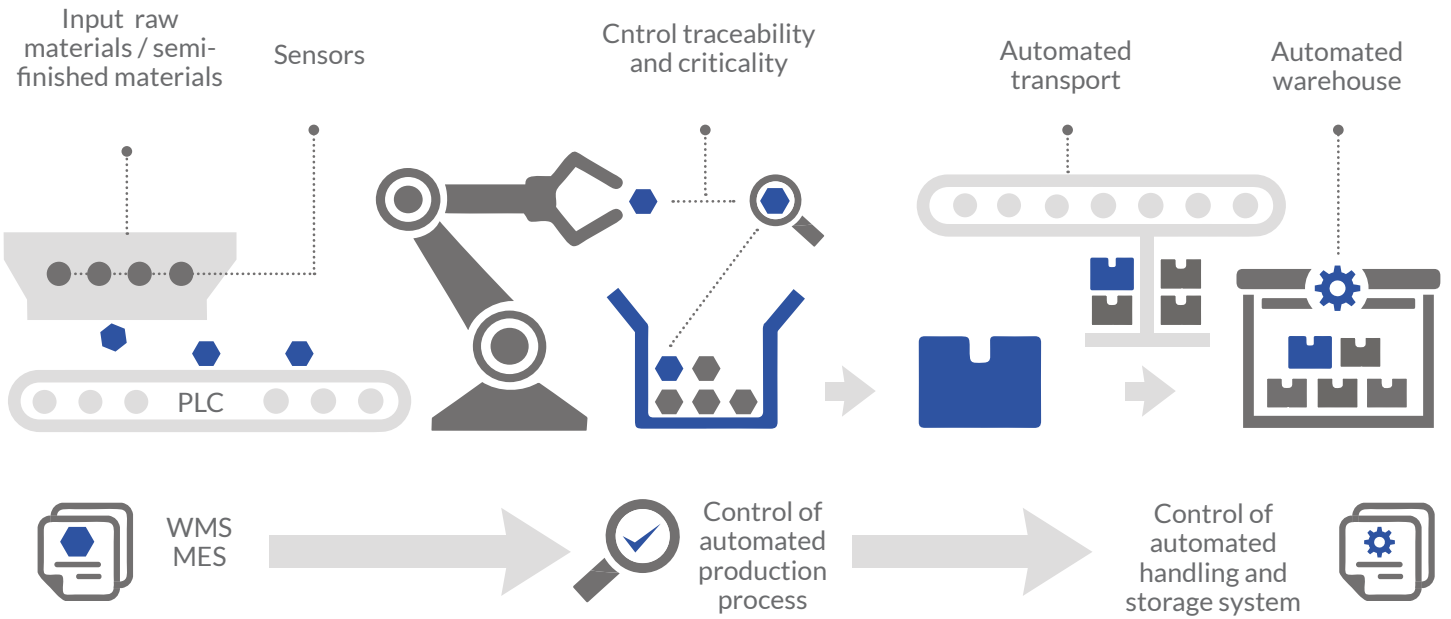 Input raw
materials / semi-
finished materials
Sensors
Cntrol traceability
and criticality
Automated
transport
Automated
warehouse
PLC
WMS
MES
Control of
automated
production
process
Control of
automated
handling and
storage system